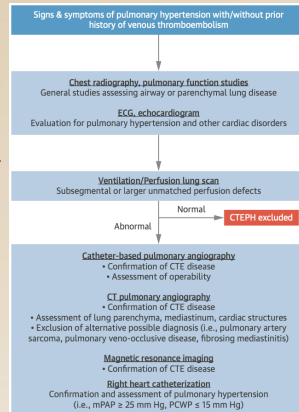 Signs & symptoms of pulmonary hypertension with/without prior
history of venous thromboembolism
Chest radiography, pulmonary function studies
General studies assessing airway or parenchymal lung disease
ECG, echocardiogram
Evaluation for pulmonary hypertension and other cardiac disorders
Ventilation/Perfusion lung scan
Subsegmental or larger unmatched perfusion defects
Normal
CTEPH excluded
Abnormal
Catheter-based pulmonary angiography
• Confirmation of CTE disease
• Assessment of operability
CT pulmonary angiography
• Confirmation of CTE disease
• Assessment of lung parenchyma, mediastinum, cardiac structures
• Exclusion of alternative possible diagnosis (i.e., pulmonary artery
sarcoma, pulmonary veno-occlusive disease, fibrosing mediastinitis)
Magnetic resonance imaging
• Confirmation of CTE disease
Right heart catheterization
Confirmation and assessment of pulmonary hypertension
(i.e., mPAP ≥ 25 mm Hg, PCWP ≤ 15 mm Hg)